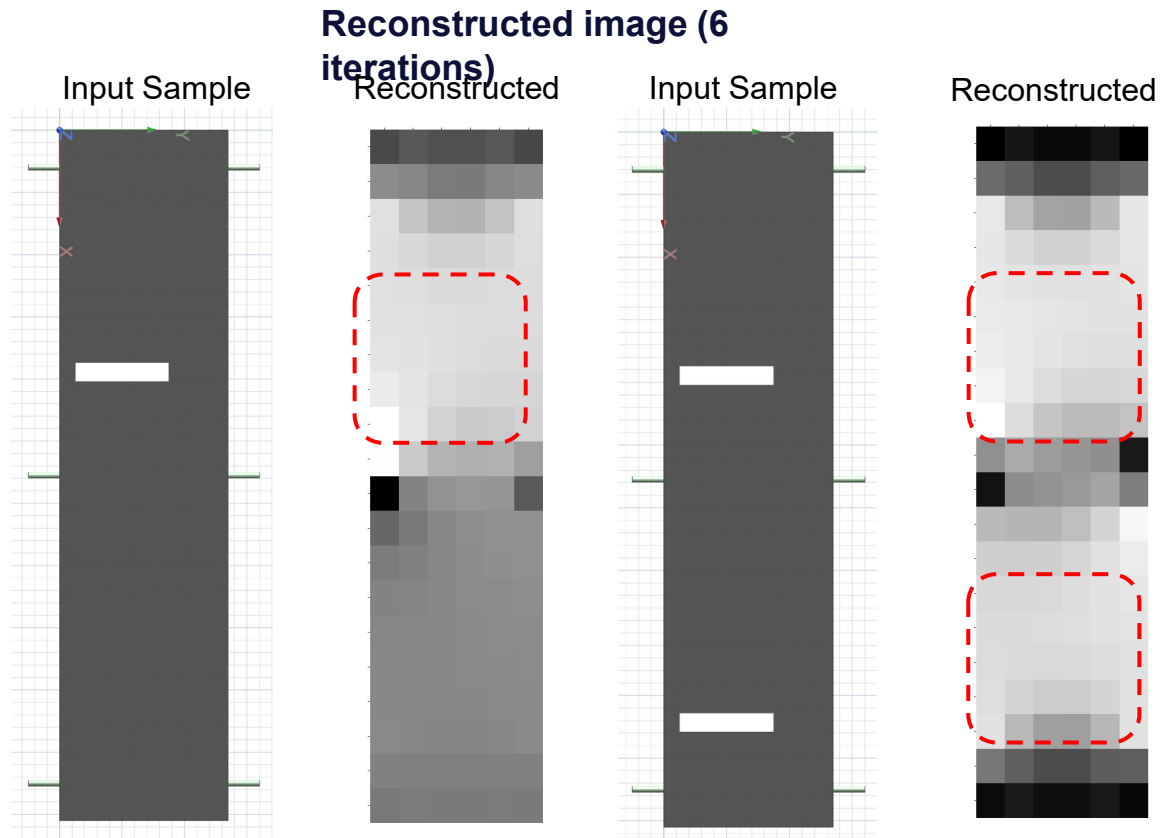 Reconstructed image (6
iterations)
Input Sample
Reconstructed
Input Sample
Reconstructed
Z
Y
X
Z
Y
X